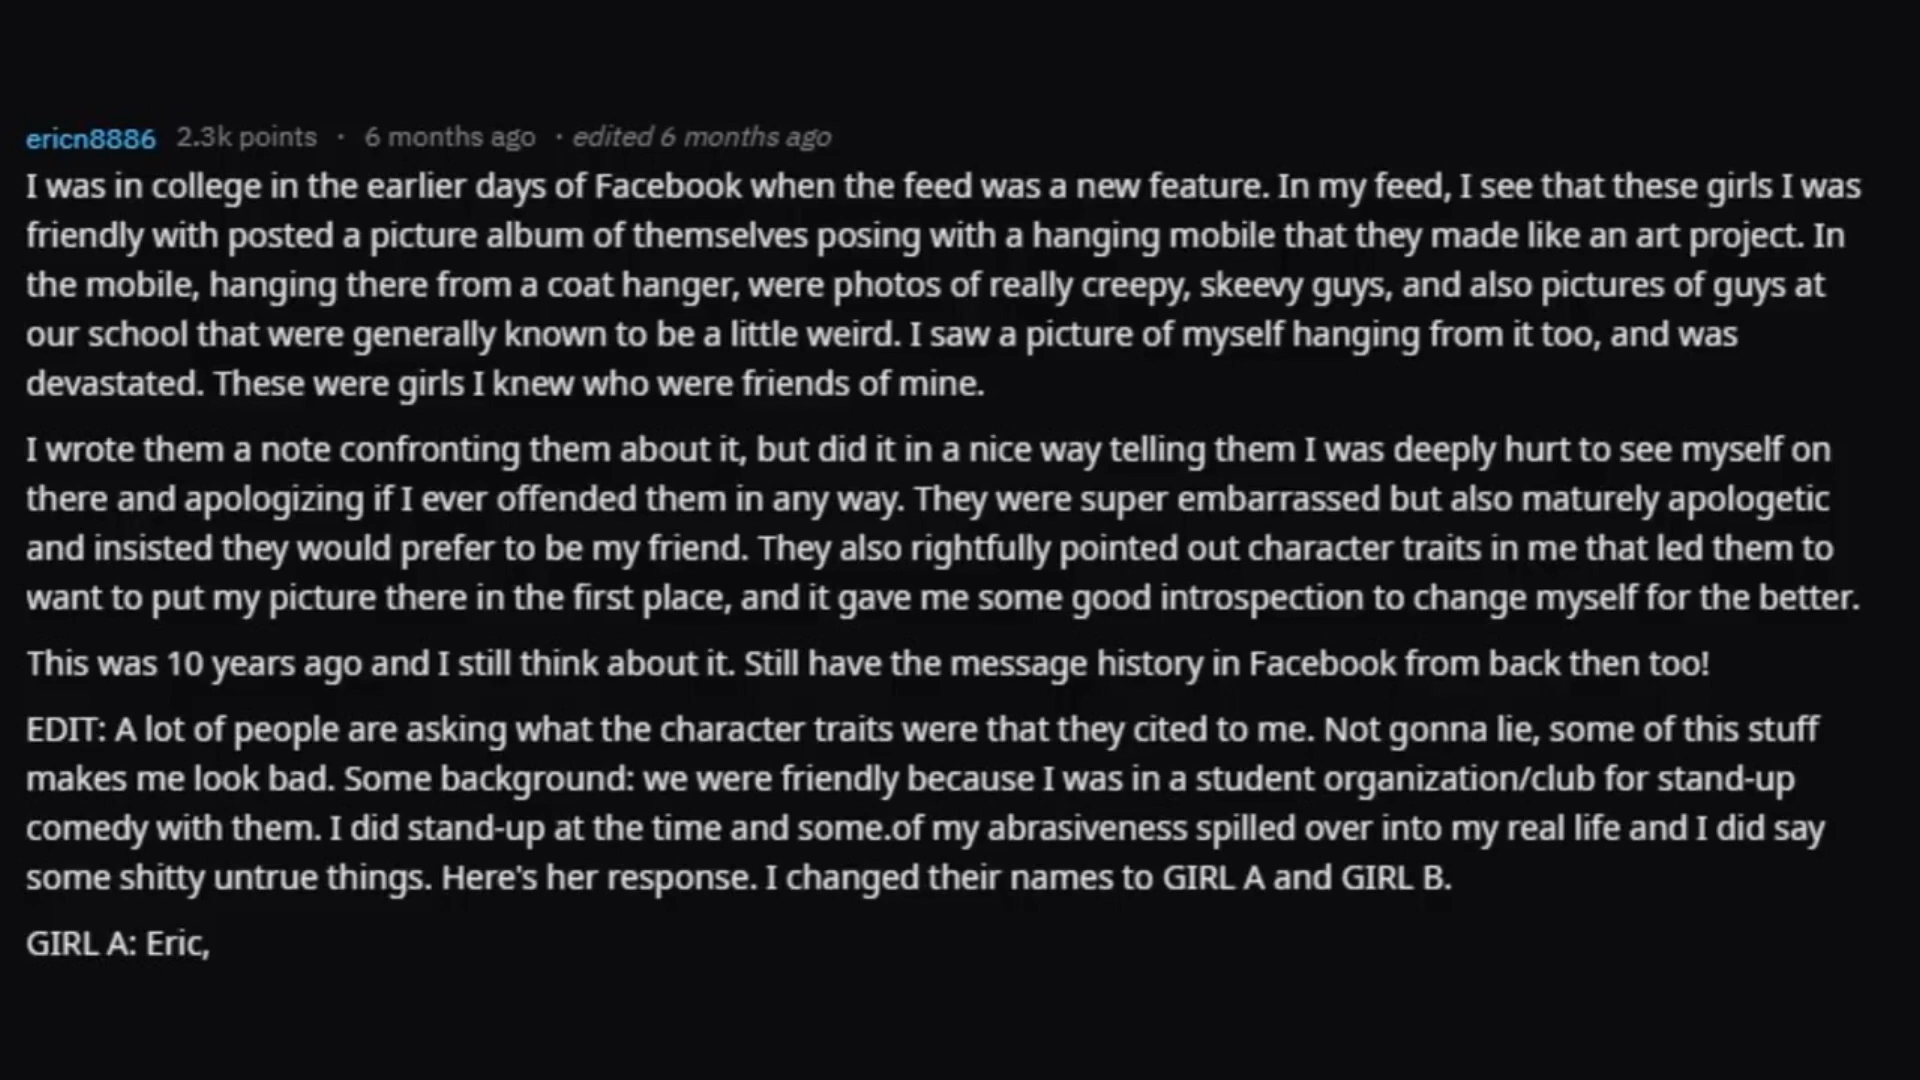 ericn8886 2.3k points · 6 months ago · edited 6 months ago
I was in college in the earlier days of Facebook when the feed was a new feature. In my feed, I see that these girls I was
friendly with posted a picture album of themselves posing with a hanging mobile that they made like an art project. In
the mobile, hanging there from a coat hanger, were photos of really creepy, skeevy guys, and also pictures of guys at
our school that were generally known to be a little weird. I saw a picture of myself hanging from it too, and was
devastated. These were girls I knew who were friends of mine.
I wrote them a note confronting them about it, but did it in a nice way telling them I was deeply hurt to see myself on
there and apologizing if I ever offended them in any way. They were super embarrassed but also maturely apologetic
and insisted they would prefer to be my friend. They also rightfully pointed out character traits in me that led them to
want to put my picture there in the first place, and it gave me some good introspection to change myself for the better.
This was 10 years ago and I still think about it. Still have the message history in Facebook from back then too!
EDIT: A lot of people are asking what the character traits were that they cited to me. Not gonna lie, some of this stuff
makes me look bad. Some background: we were friendly because I was in a student organization/club for stand-up
comedy with them. I did stand-up at the time and some.of my abrasiveness spilled over into my real life and I did say
some shitty untrue things. Here's her response. I changed their names to GIRL A and GIRL B.
GIRL A: Eric,